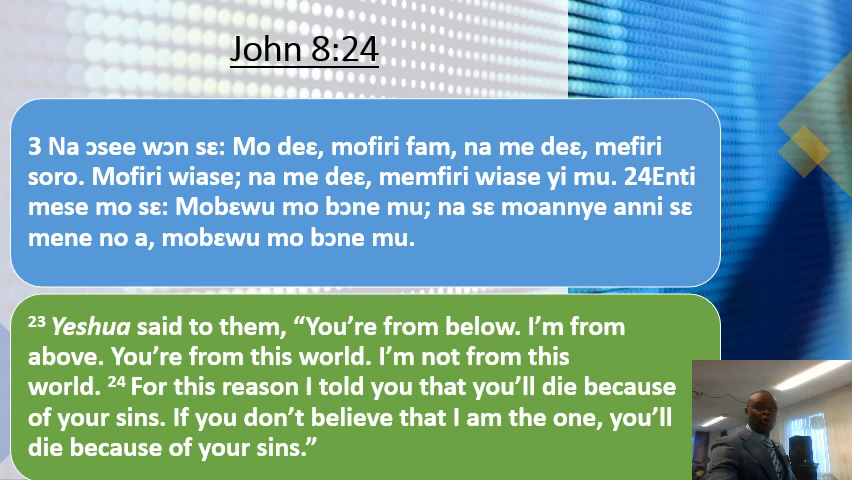 John 8:24
3 Na ɔsee wɔn sɛ: Mo deɛ, mofiri fam, na me deɛ, mefiri
soro. Mofiri wiase; na me deɛ, memfiri wiase yi mu. 24Enti
mese mo sɛ: Mobɛwu mo bɔne mu; na sɛ moannye anni sɛ
mene no a, mobɛwu mo bɔne mu.
23 Yeshua said to them, “You’re from below. I’m from
above. You’re from this world. I’m not from this
world. 24 For this reason I told you that you’ll die because
of your sins. If you don’t believe that I am the one, you’ll
die because of your sins.”